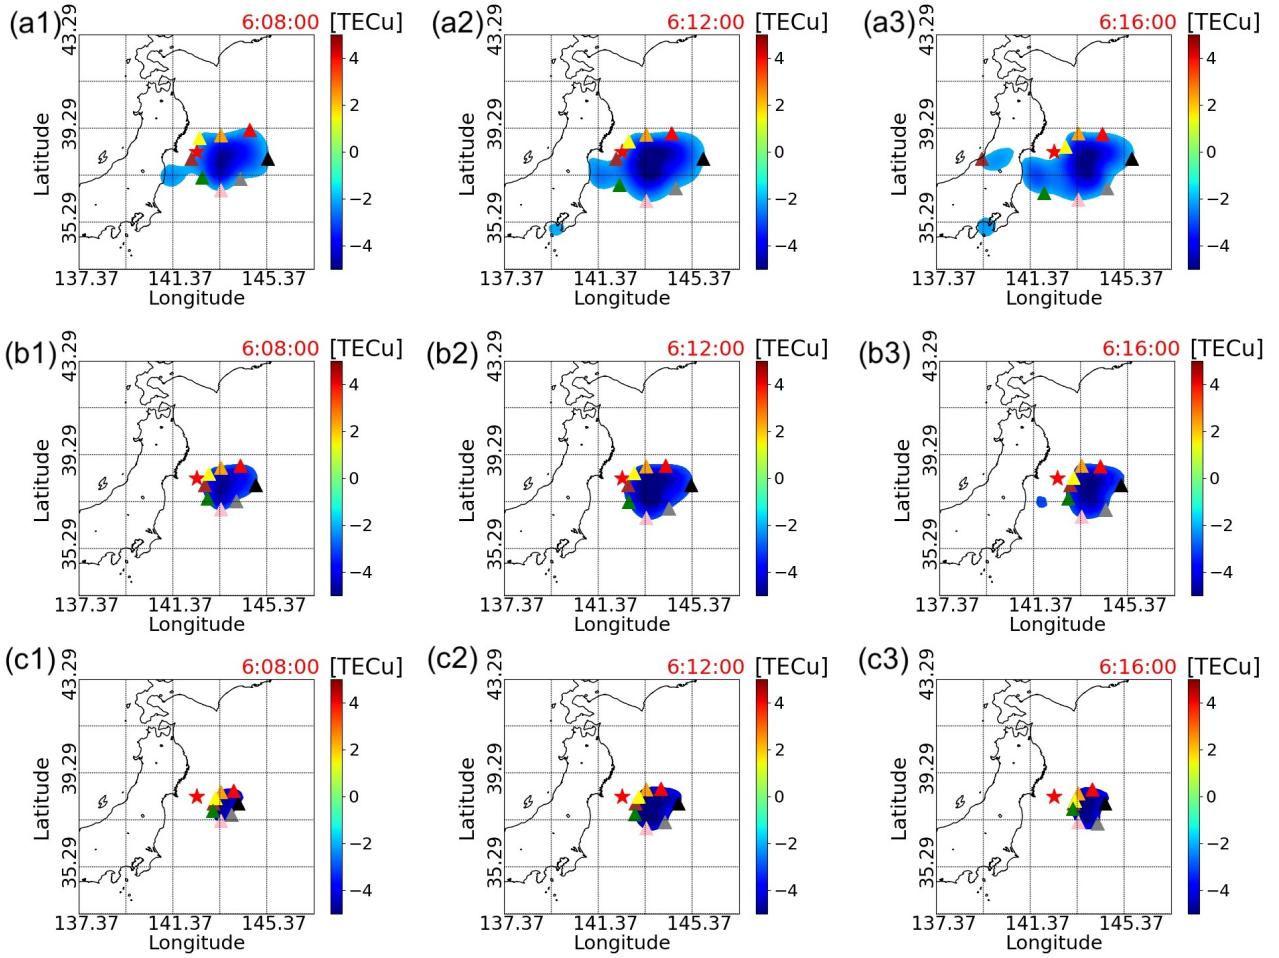 (a1) 6:08:00 [TECu]
43.29
39.29
35.29
Latitude
4
2
0
−2
−4
137.37 141.37 145.37
Longitude
(a2) 6:12:00 [TECu]
43.29
39.29
35.29
Latitude
4
2
0
−2
−4
137.37 141.37 145.37
Longitude
(a3) 6:16:00 [TECu]
43.29
39.29
35.29
Latitude
4
2
0
−2
−4
137.37 141.37 145.37
Longitude
(b1) 6:08:00 [TECu]
43.29
39.29
35.29
Latitude
4
2
0
−2
−4
137.37 141.37 145.37
Longitude
(b2) 6:12:00 [TECu]
43.29
39.29
35.29
Latitude
4
2
0
−2
−4
137.37 141.37 145.37
Longitude
(b3) 6:16:00 [TECu]
43.29
39.29
35.29
Latitude
4
2
0
−2
−4
137.37 141.37 145.37
Longitude
(c1) 6:08:00 [TECu]
43.29
39.29
35.29
Latitude
4
2
0
−2
−4
137.37 141.37 145.37
Longitude
(c2) 6:12:00 [TECu]
43.29
39.29
35.29
Latitude
4
2
0
−2
−4
137.37 141.37 145.37
Longitude
(c3) 6:16:00 [TECu]
43.29
39.29
35.29
Latitude
4
2
0
−2
−4
137.37 141.37 145.37
Longitude